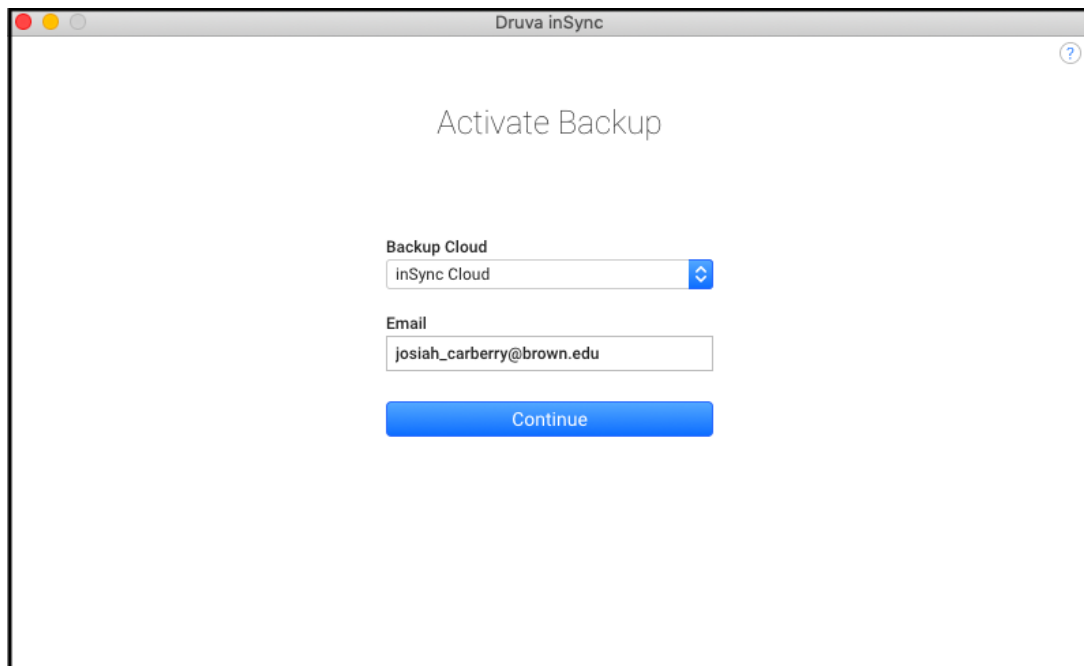 Druva inSync
?
Activate Backup
Backup Cloud
inSync Cloud
Email
josiah_carberry@brown.edu
Continue